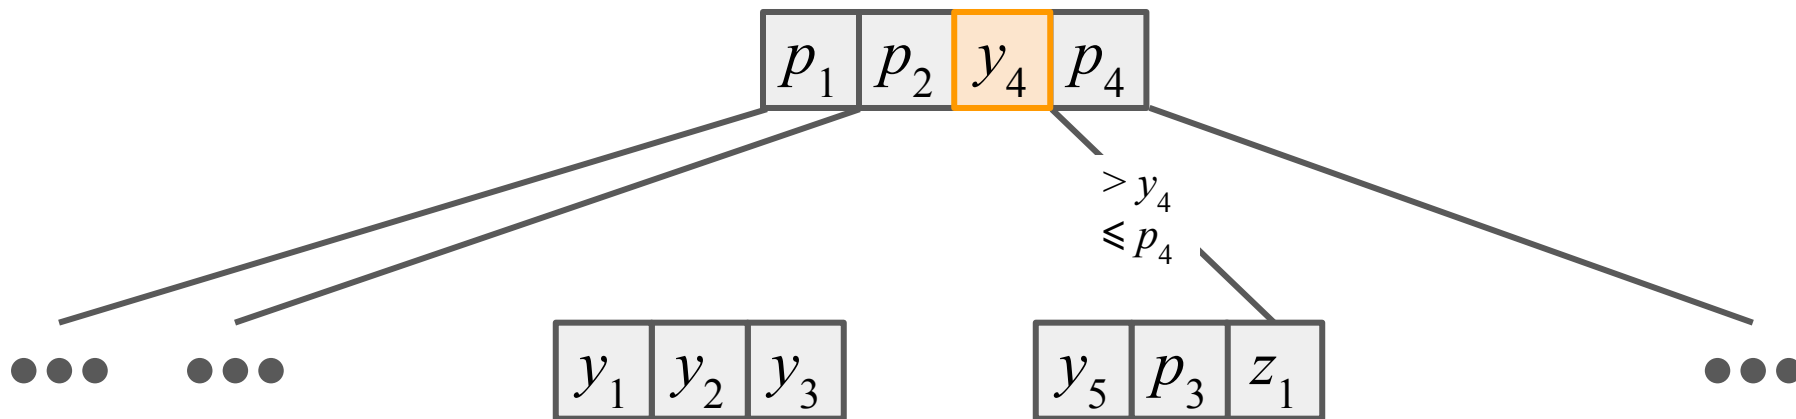 p₁ p₂ y₄ p₄
> y₄
⩽ p₄
y₁ y₂ y₃ y₅ p₃ z₁